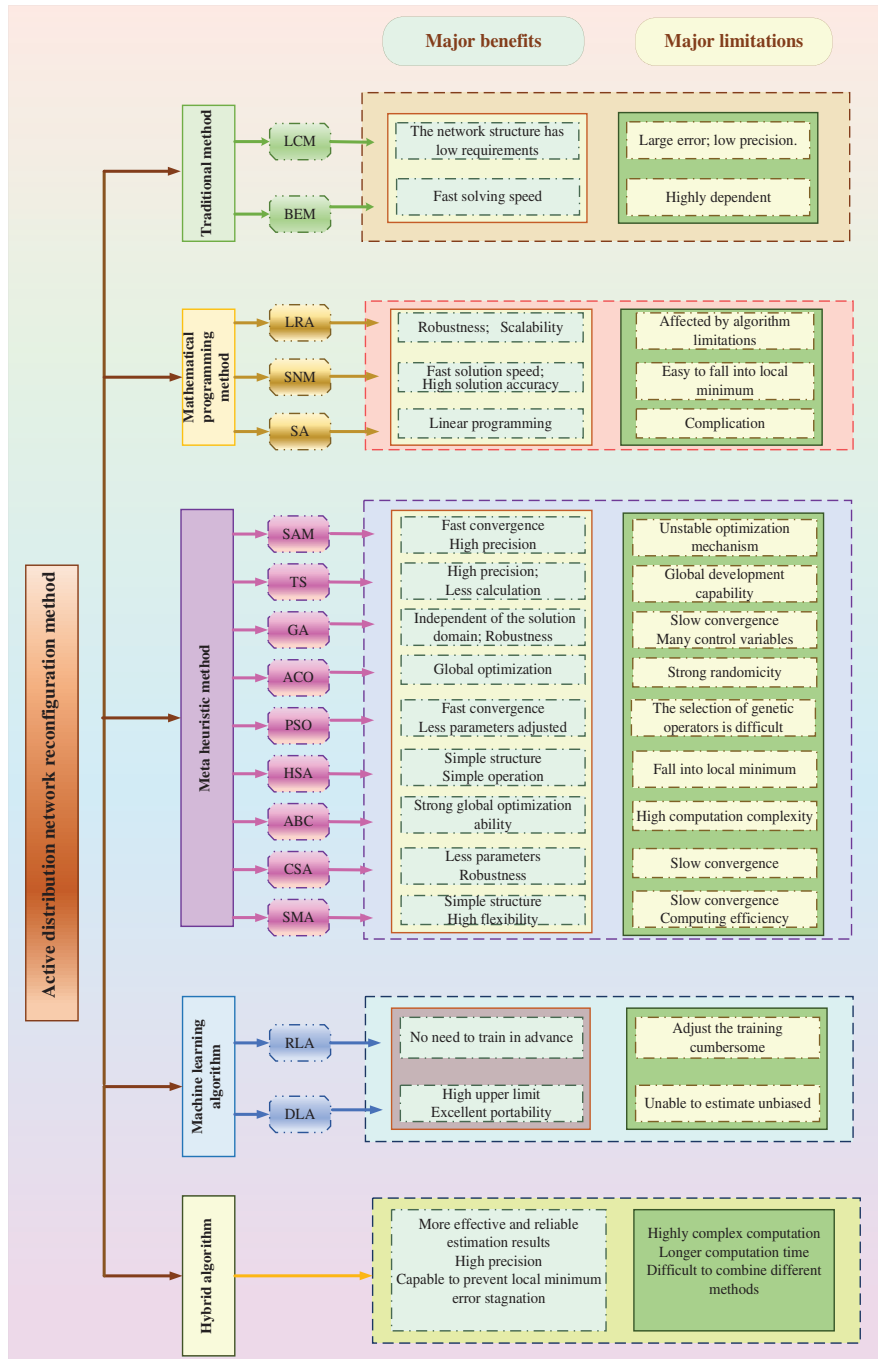 Major benefits
Major limitations
Active distribution network reconfiguration method
Traditional method
LCM
The network structure has
low requirements
Large error; low precision.
BEM
Fast solving speed
Highly dependent
Mathematical
programming
method
LRA
Robustness; Scalability
Affected by algorithm
limitations
SNM
Fast solution speed;
High solution accuracy
Easy to fall into local
minimum
SA
Linear programming
Complication
Meta heuristic method
SAM
Fast convergence
High precision
Unstable optimization
mechanism
TS
High precision;
Less calculation
Global development
capability
GA
Independent of the solution
domain; Robustness
Slow convergence
Many control variables
ACO
Global optimization
Strong randomicity
PSO
Fast convergence
Less parameters adjusted
The selection of genetic
operators is difficult
HSA
Simple structure
Simple operation
Fall into local minimum
ABC
Strong global optimization
ability
High computation complexity
CSA
Less parameters
Robustness
Slow convergence
SMA
Simple structure
High flexibility
Slow convergence
Computing efficiency
Machine learning
algorithm
RLA
No need to train in advance
Adjust the training
cumbersome
DLA
High upper limit
Excellent portability
Unable to estimate unbiased
Hybrid algorithm
More effective and reliable
estimation results
High precision
Capable to prevent local minimum
error stagnation
Highly complex computation
Longer computation time
Difficult to combine different
methods